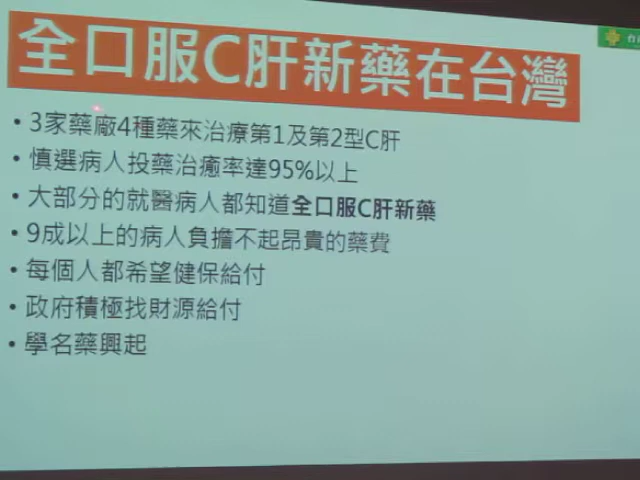 全口服C肝新藥在台灣
台
• 3家藥廠4種藥來治療第1及第2型C肝
• 慎選病人投藥治癒率達95%以上
• 大部分的就醫病人都知道全口服C肝新藥
• 9成以上的病人負擔不起昂貴的藥費
• 每個人都希望健保給付
• 政府積極找財源給付
• 學名藥興起